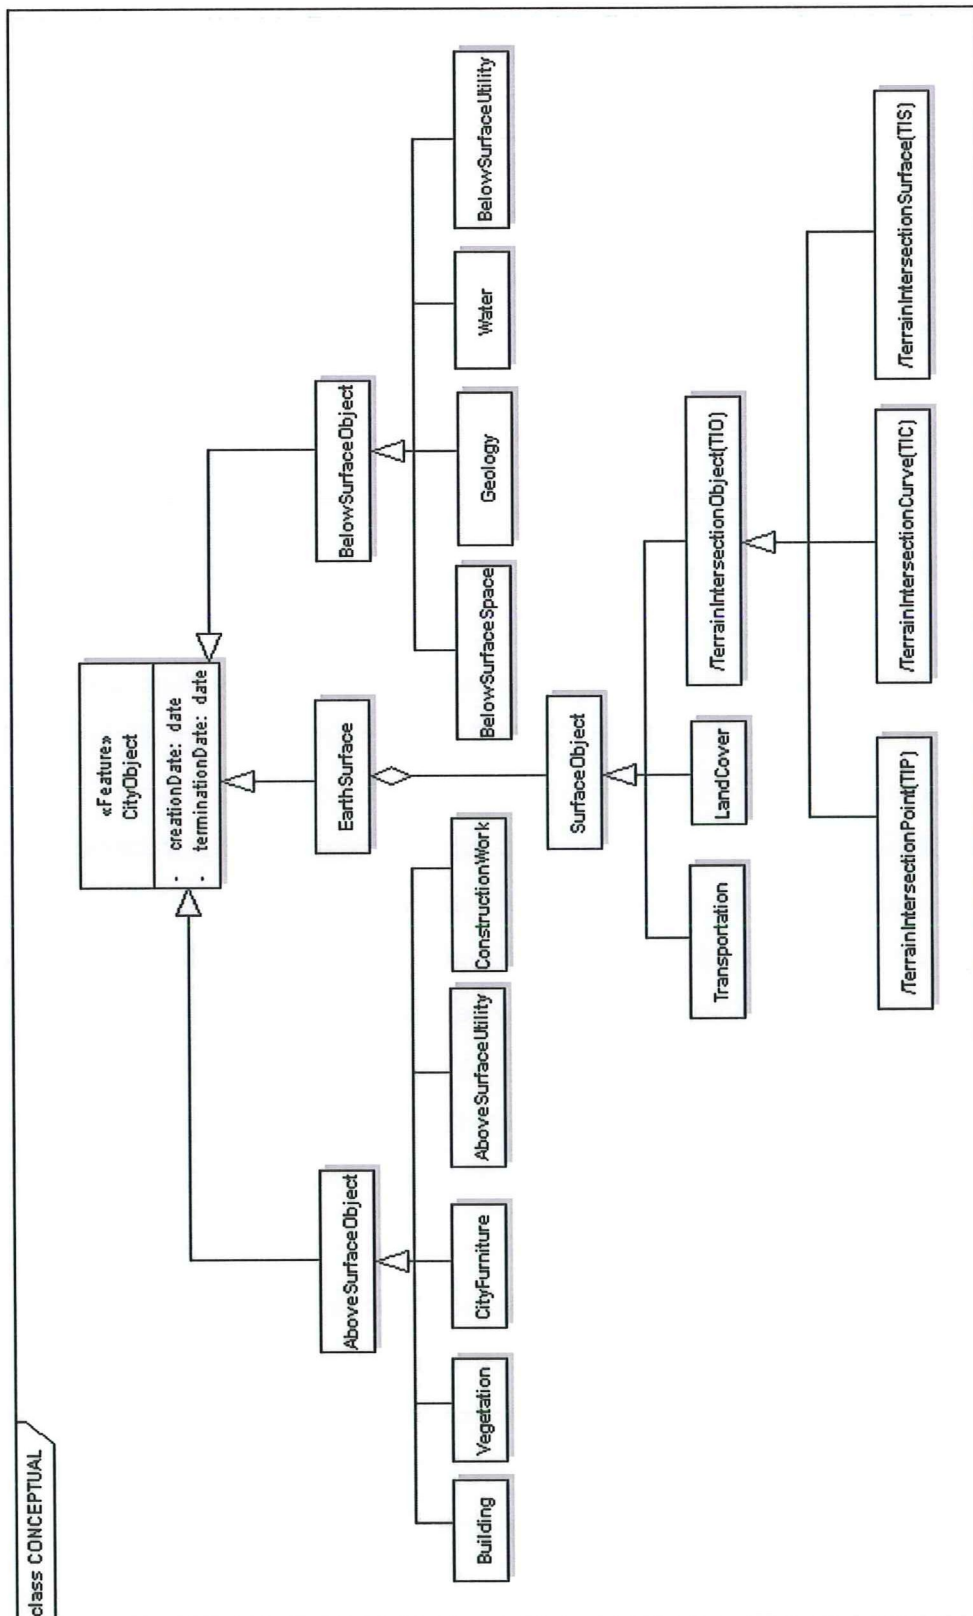 class CONCEPTUAL
«Feature»
CityObject
- creationDate: date
- terminationDate: date
AboveSurfaceObject
EarthSurface
BelowSurfaceObject
Building
Vegetation
CityFurniture
AboveSurfaceUtility
ConstructionWork
BelowSurfaceSpace
Geology
Water
BelowSurfaceUtility
SurfaceObject
Transportation
LandCover
/TerrainIntersectionObject(TIO)
/TerrainIntersectionPoint(TIP)
/TerrainIntersectionCurve(TIC)
/TerrainIntersectionSurface(TIS)